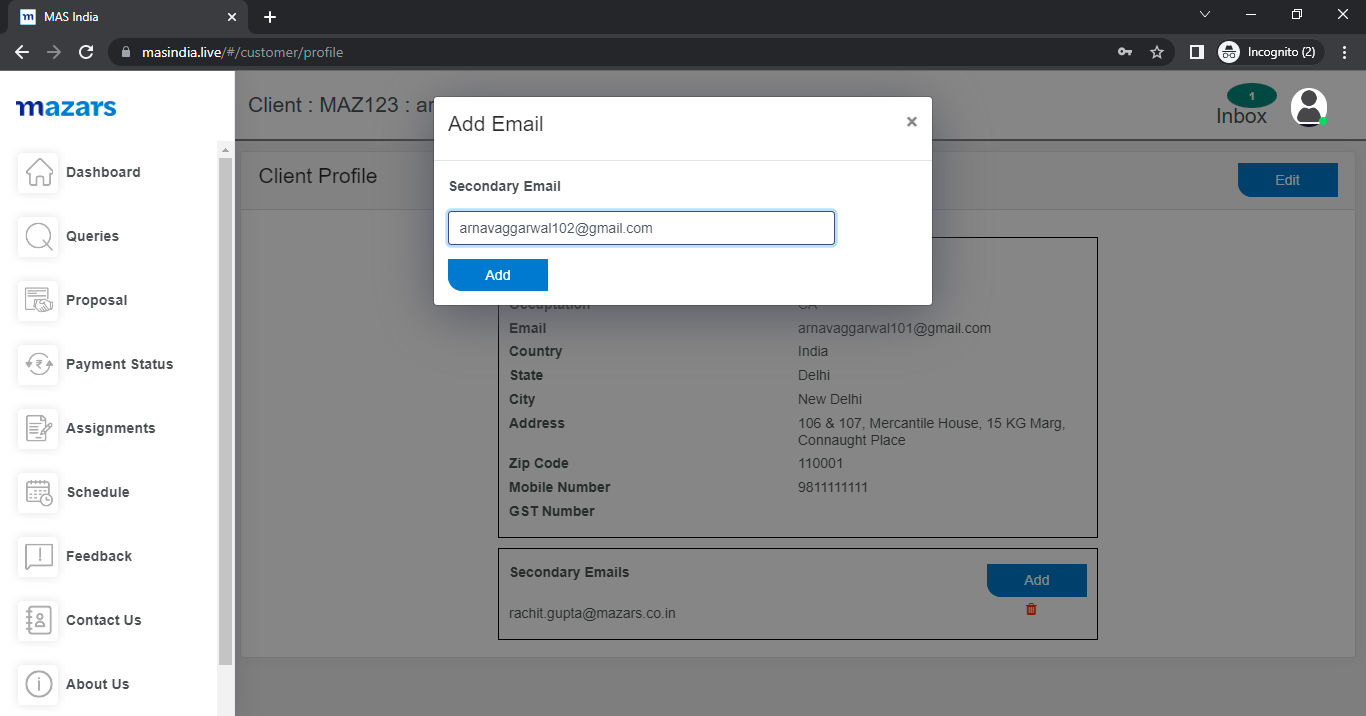 MAS India
masindia.live/#/customer/profile
Incognito (2)
mazars
Client : MAZ123 : ar
1
Inbox
Dashboard
Queries
Proposal
Payment Status
Assignments
Schedule
Feedback
Contact Us
About Us
Client Profile
Edit
Add Email
×
Secondary Email
arnavaggarwal102@gmail.com
Add
Email arnavaggarwal101@gmail.com
Country India
State Delhi
City New Delhi
Address 106 & 107, Mercantile House, 15 KG Marg,
Connaught Place
Zip Code 110001
Mobile Number 9811111111
GST Number
Secondary Emails
Add
rachit.gupta@mazars.co.in